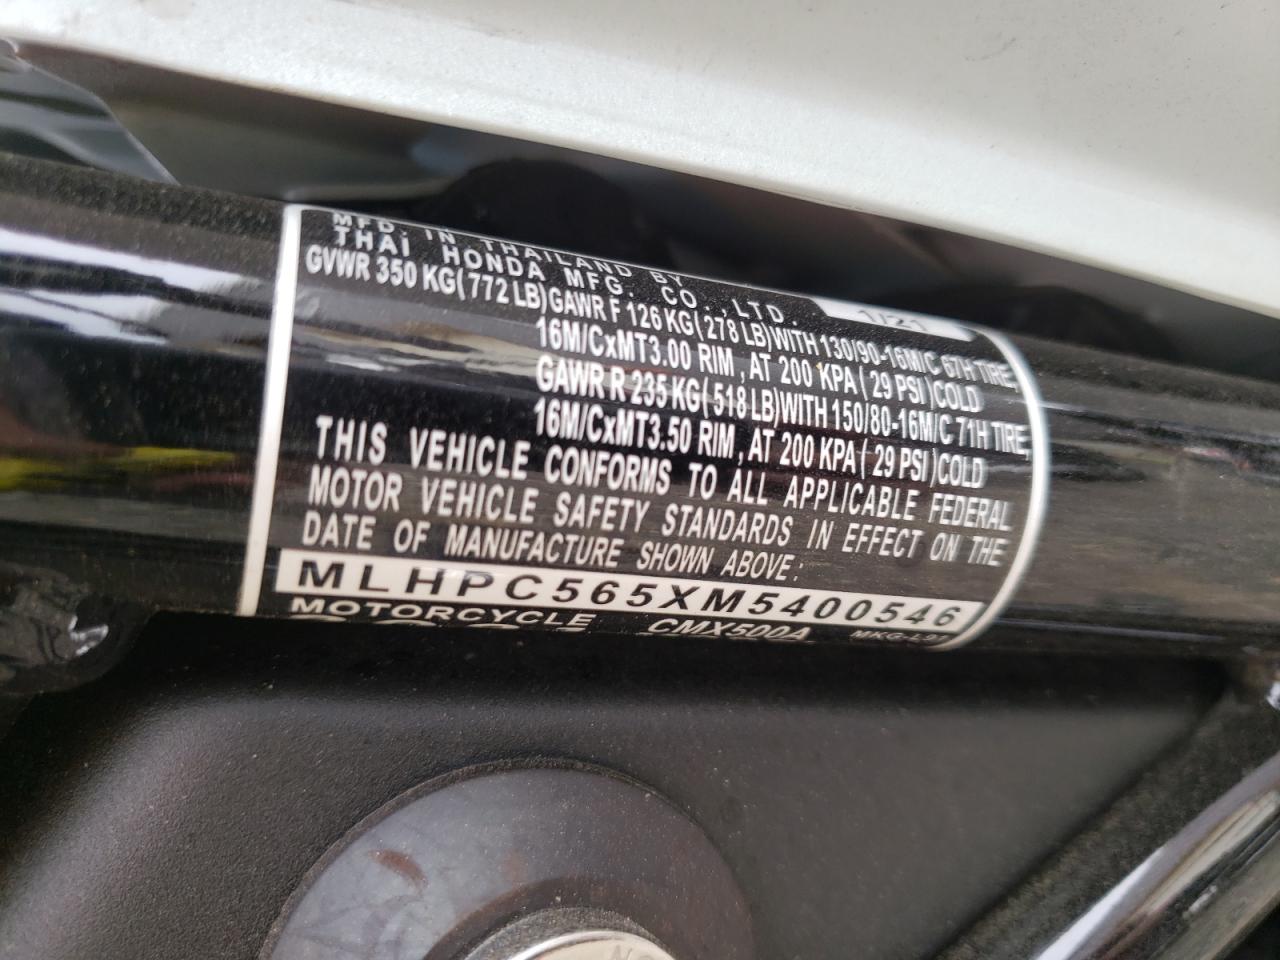 MFD. IN THAILAND BY
THAI HONDA MFG. CO.,LTD. 1/21
GVWR 350 KG(772 LB)GAWR F 126 KG(278 LB)WITH 130/90-16M/C 67H TIRE,
16M/CxMT3.00 RIM, AT 200 KPA(29 PSI)COLD
GAWR R 235 KG(518 LB)WITH 150/80-16M/C 71H TIRE,
16M/CxMT3.50 RIM, AT 200 KPA(29 PSI)COLD
THIS VEHICLE CONFORMS TO ALL APPLICABLE FEDERAL
MOTOR VEHICLE SAFETY STANDARDS IN EFFECT ON THE
DATE OF MANUFACTURE SHOWN ABOVE:
MLHPC565XM5400546
MOTORCYCLE CMX500A MKG-L91